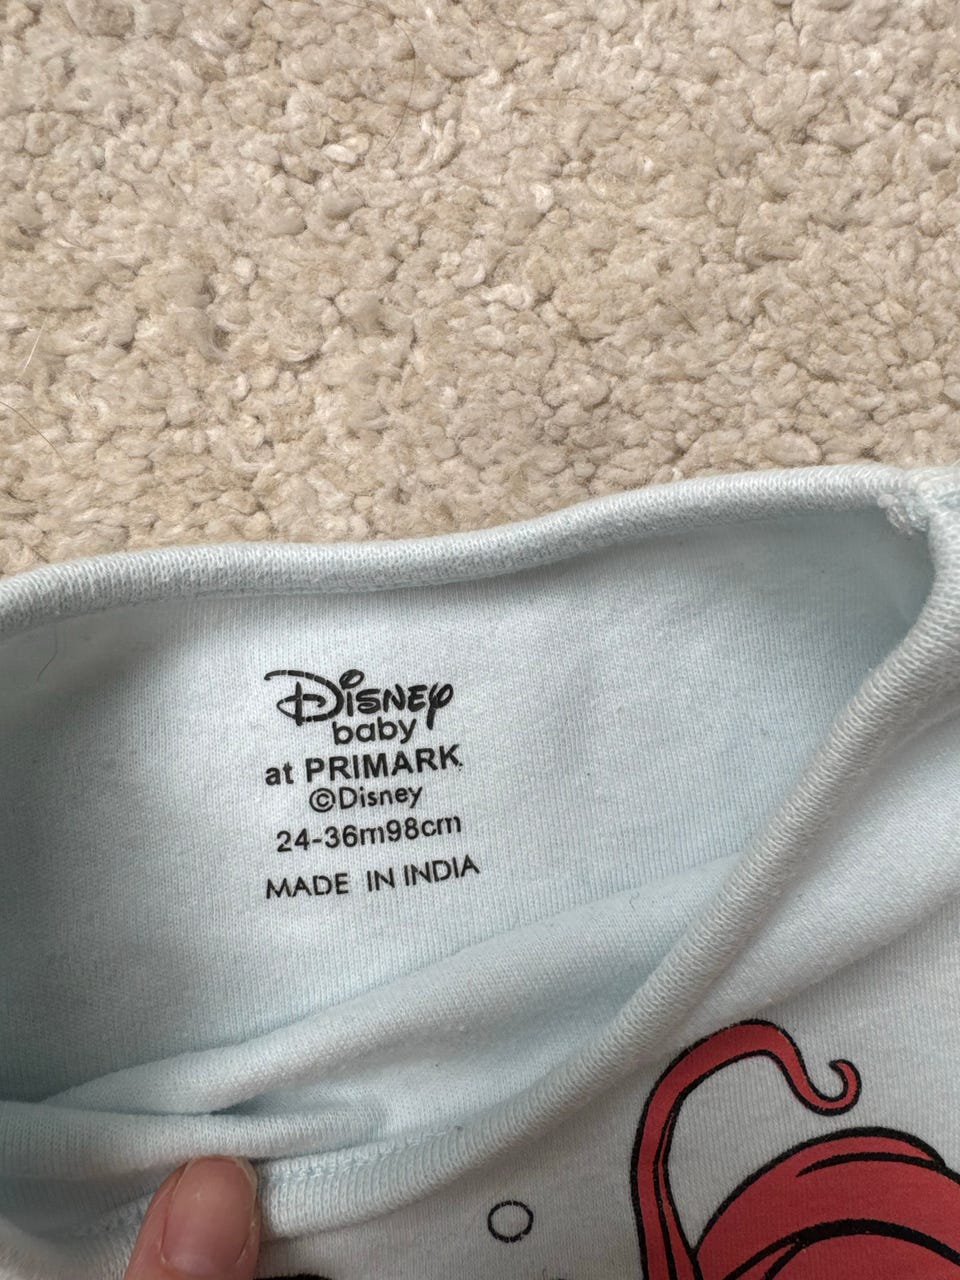 Disney
baby
at PRIMARK
©Disney
24-36m98cm
MADE IN INDIA